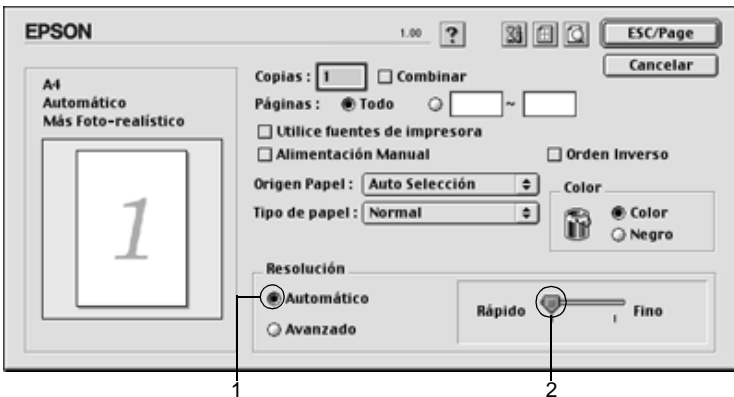 EPSON
1.00
?
ESC/Page
Cancelar
A4
Automático
Más Foto-realístico
1
Copias : 1
Combinar
Páginas : Todo
~
Utilice fuentes de impresora
Alimentación Manual
Orden Inverso
Origen Papel : Auto Selección
Tipo de papel : Normal
Color
Color
Negro
Resolución
Automático
Avanzado
Rápido
Fino
1
2